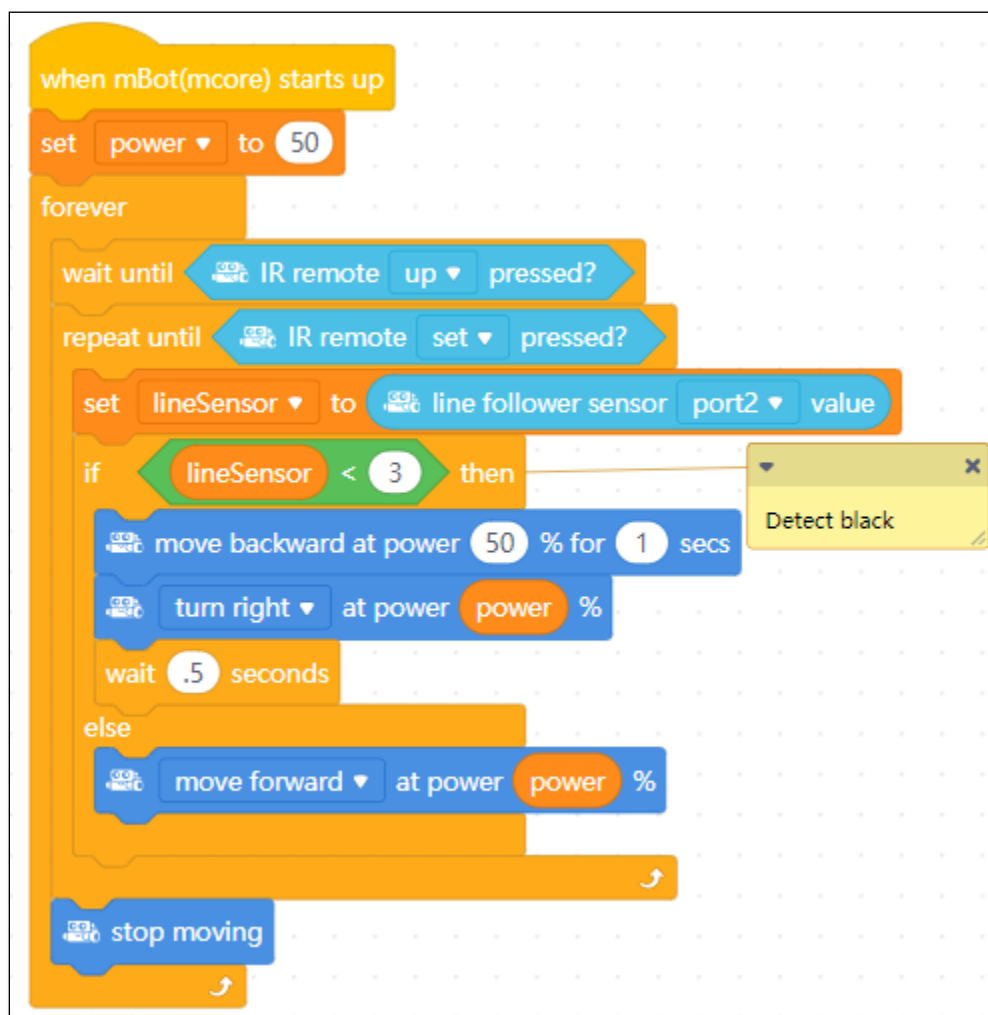 when mBot(mcore) starts up
set power to 50
forever
wait until IR remote up pressed?
repeat until IR remote set pressed?
set lineSensor to line follower sensor port2 value
if lineSensor < 3 then
Detect black
move backward at power 50 % for 1 secs
turn right at power power %
wait .5 seconds
else
move forward at power power %
stop moving